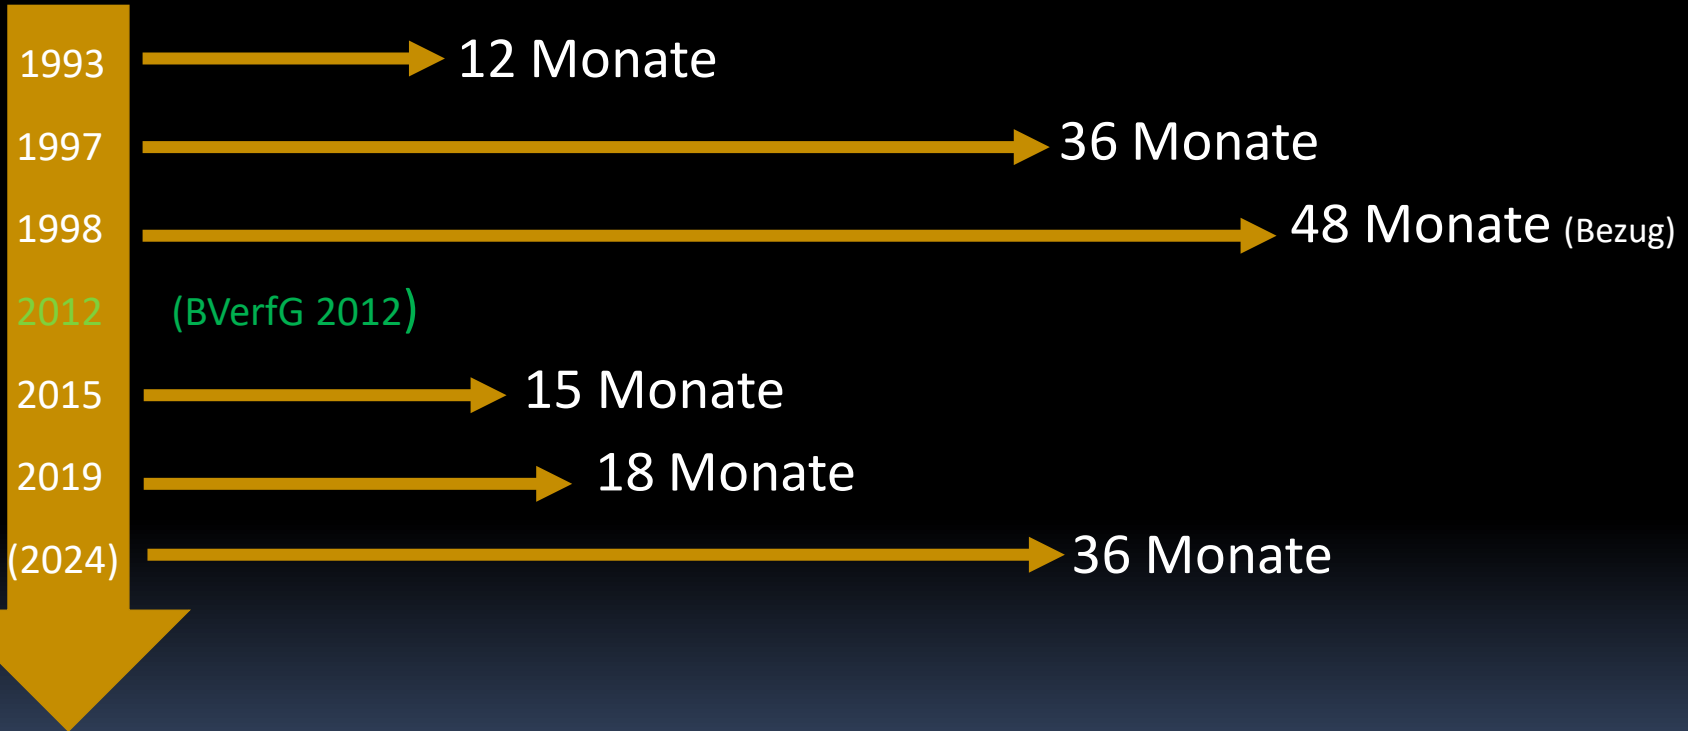 1993 12 Monate
1997 36 Monate
1998 48 Monate (Bezug)
2012 (BVerfG 2012)
2015 15 Monate
2019 18 Monate
(2024) 36 Monate